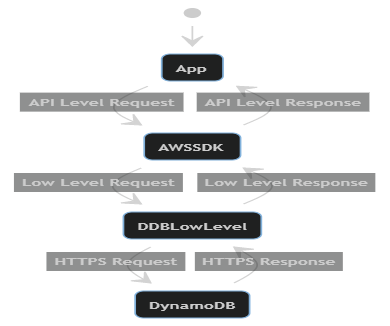 App
API Level Request
API Level Response
AWSSDK
Low Level Request
Low Level Response
DDBLowLevel
HTTPS Request
HTTPS Response
DynamoDB